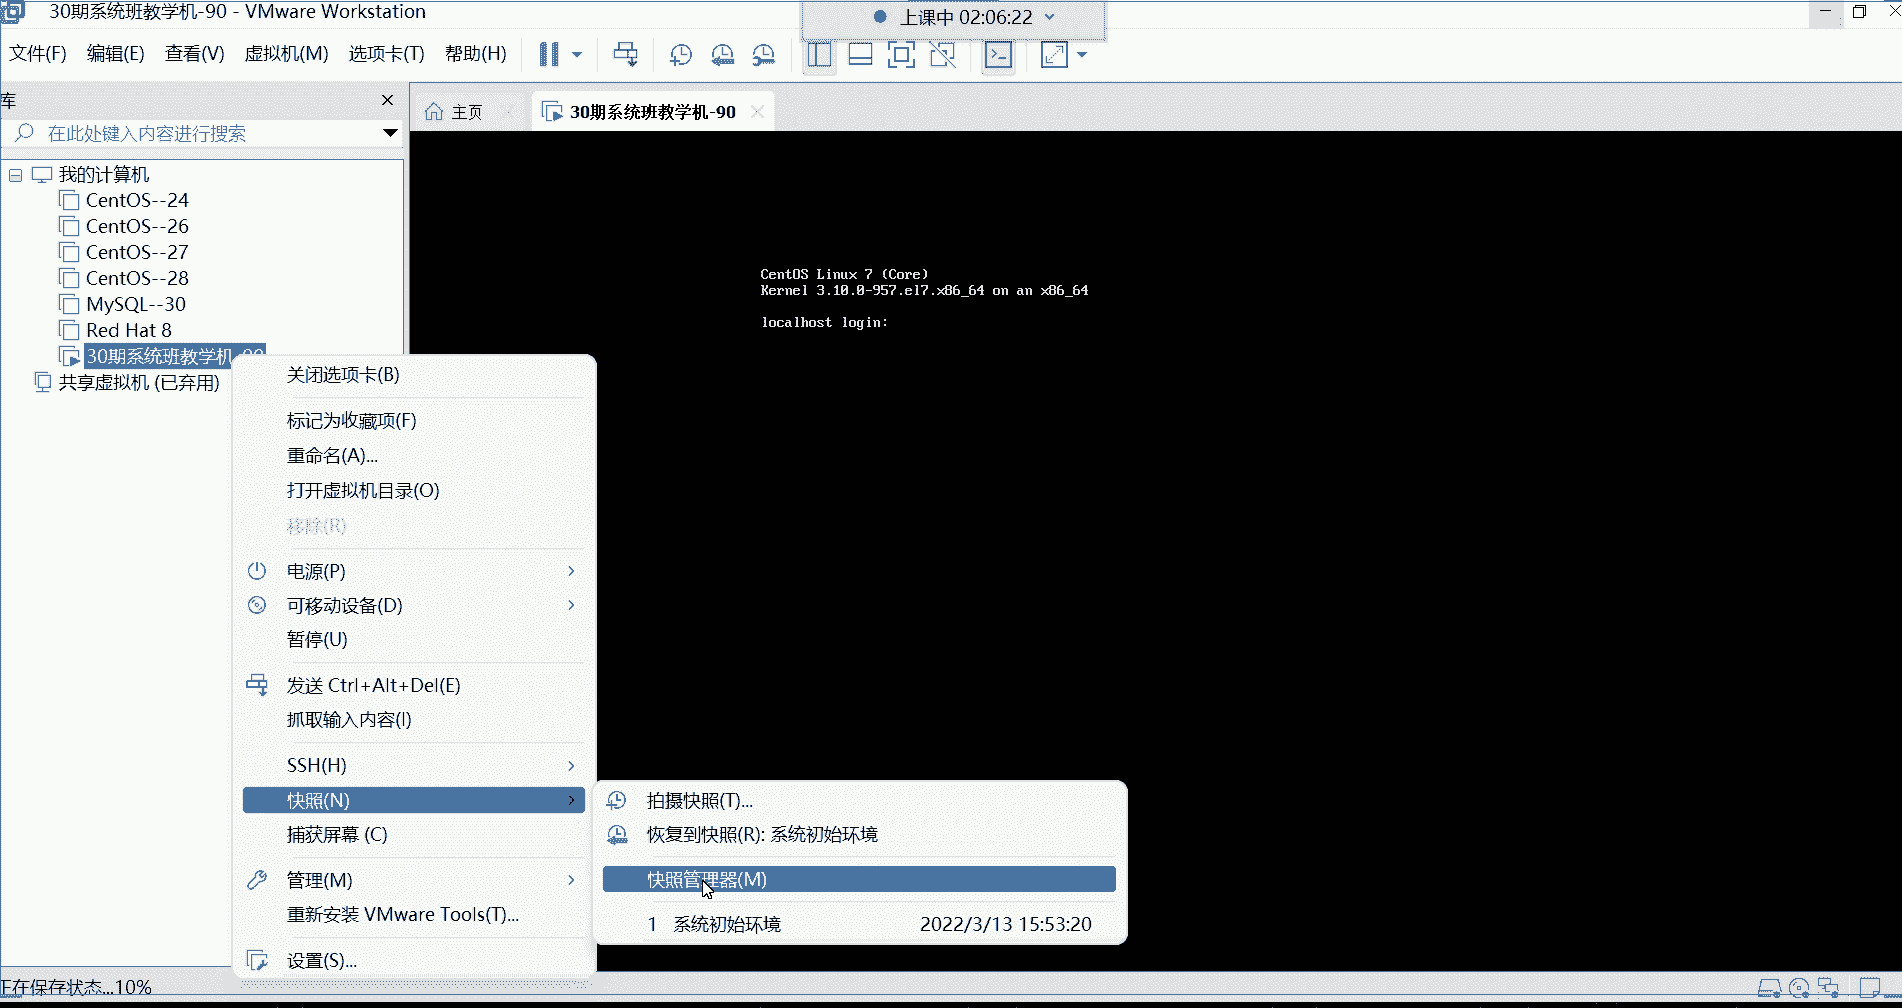 30期系统班教学机-90 - VMware Workstation
上课中 02:06:22
文件(F) 编辑(E) 查看(V) 虚拟机(M) 选项卡(T) 帮助(H)
库
在此处键入内容进行搜索
主页
30期系统班教学机-90
我的计算机
CentOS--24
CentOS--26
CentOS--27
CentOS--28
MySQL--30
Red Hat 8
30期系统班教学机-90
共享虚拟机 (已弃用)
CentOS Linux 7 (Core)
Kernel 3.10.0-957.el7.x86_64 on an x86_64
localhost login:
关闭选项卡(B)
标记为收藏项(F)
重命名(A)...
打开虚拟机目录(O)
移除(R)
电源(P)
可移动设备(D)
暂停(U)
发送 Ctrl+Alt+Del(E)
抓取输入内容(I)
SSH(H)
快照(N)
捕获屏幕 (C)
管理(M)
重新安装 VMware Tools(T)...
设置(S)...
拍摄快照(T)...
恢复到快照(R): 系统初始环境
快照管理器(M)
1 系统初始环境 2022/3/13 15:53:20
正在保存状态...10%